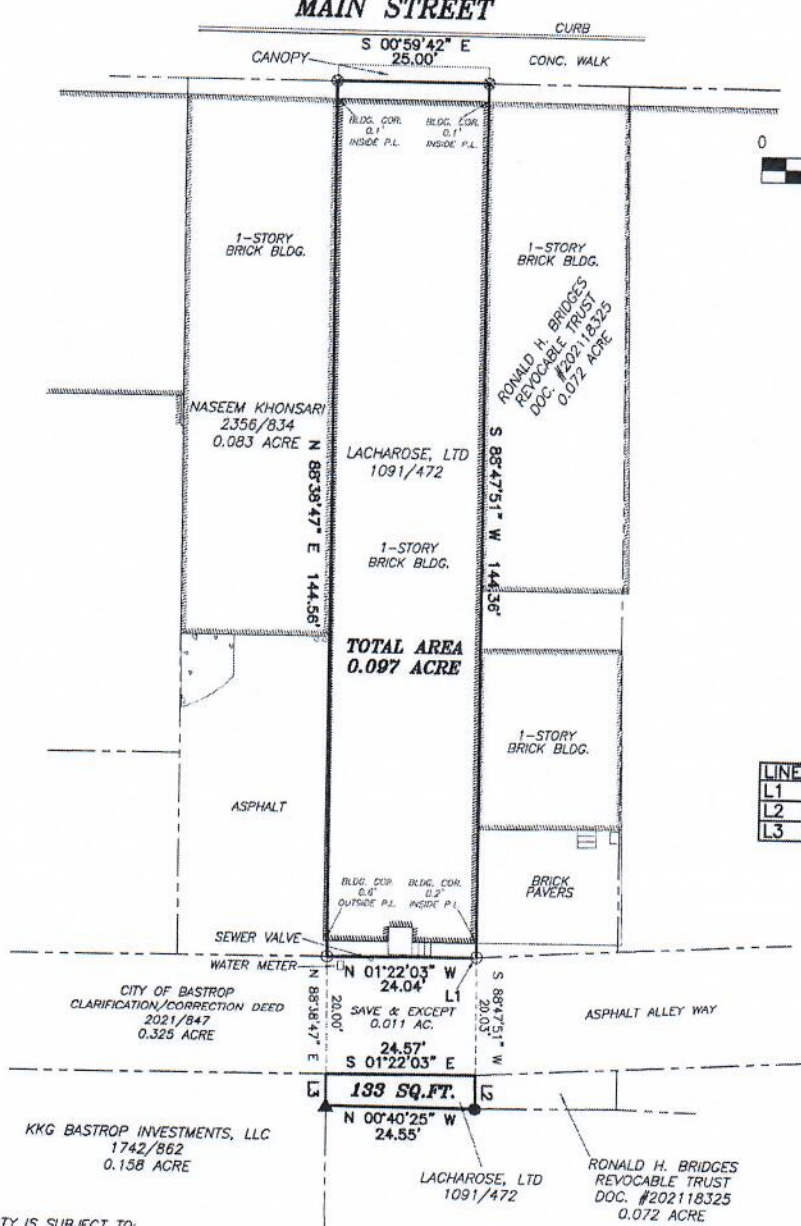 MAIN STREET
CURB
S 00°59'42" E
25.00'
CANOPY
CONC. WALK
BLDG. COR.
0.1'
INSIDE P.L.
BLDG. COR.
0.1'
INSIDE P.L.
0
1-STORY
BRICK BLDG.
1-STORY
BRICK BLDG.
RONALD H. BRIDGES
REVOCABLE TRUST
DOC. #202118325
0.072 ACRE
NASEEM KHONSARI
2356/834
0.083 ACRE
N 88°38'47" E 144.56'
LACHAROSE, LTD
1091/472
S 88°47'51" W 144.36'
1-STORY
BRICK BLDG.
TOTAL AREA
0.097 ACRE
1-STORY
BRICK BLDG.
LINE
L1
L2
L3
ASPHALT
BRICK
PAVERS
BLDG. COR.
0.6'
OUTSIDE P.L.
BLDG. COR.
0.2'
INSIDE P.L.
SEWER VALVE
WATER METER
N 01°22'03" W
24.04'
L1
CITY OF BASTROP
CLARIFICATION/CORRECTION DEED
2021/847
0.325 ACRE
N 88°38'47" E
20.00'
SAVE & EXCEPT
0.011 AC.
S 88°47'51" W
20.03'
ASPHALT ALLEY WAY
24.57'
S 01°22'03" E
L3
133 SQ.FT.
L2
N 00°40'25" W
24.55'
KKG BASTROP INVESTMENTS, LLC
1742/862
0.158 ACRE
LACHAROSE, LTD
1091/472
RONALD H. BRIDGES
REVOCABLE TRUST
DOC. #202118325
0.072 ACRE
TY IS SUBJECT TO: